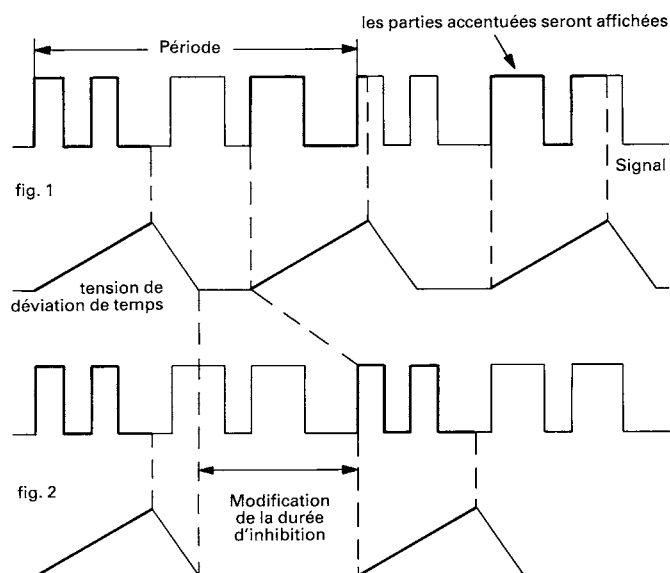 les parties accentuées seront affichées
Période
Signal
fig. 1
tension de
déviation de temps
fig. 2
Modification
de la durée
d'inhibition